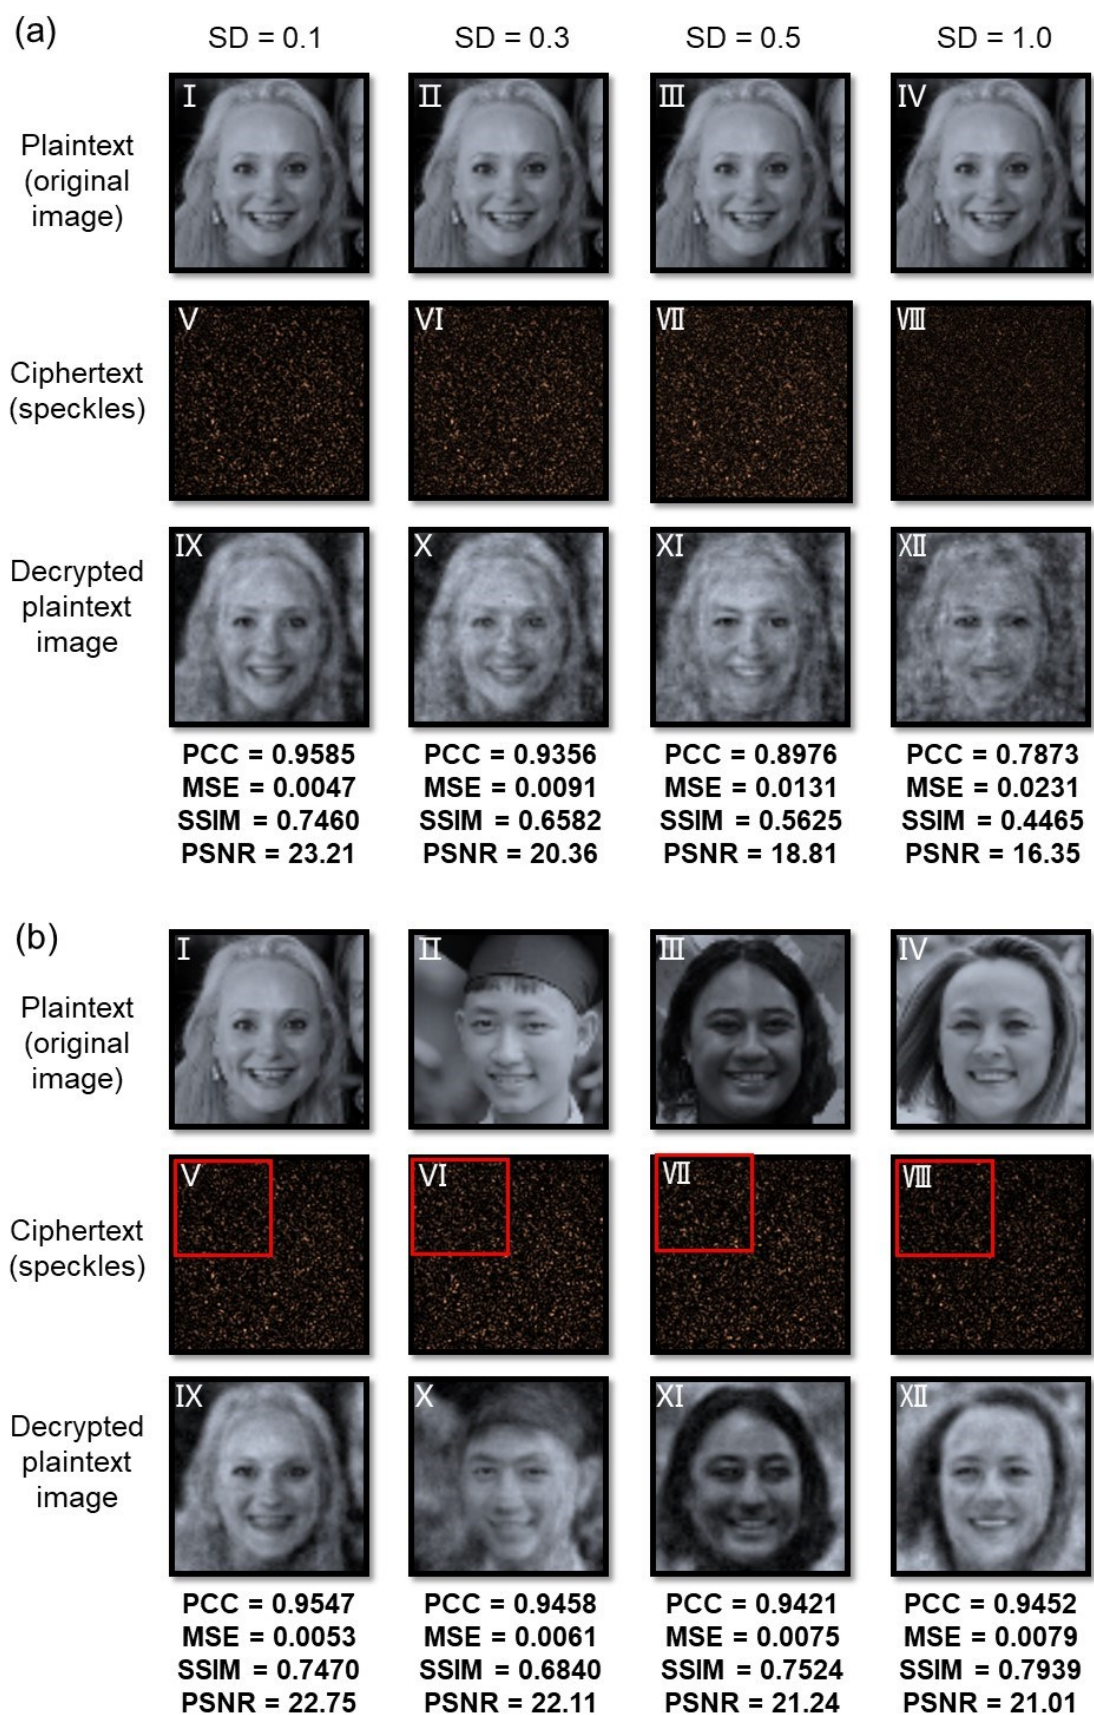 (a)
SD = 0.1 SD = 0.3 SD = 0.5 SD = 1.0
Plaintext
(original
image)
Ⅰ Ⅱ Ⅲ Ⅳ
Ciphertext
(speckles)
Ⅴ Ⅵ Ⅶ Ⅷ
Decrypted
plaintext
image
Ⅸ Ⅹ Ⅺ Ⅻ
PCC = 0.9585 PCC = 0.9356 PCC = 0.8976 PCC = 0.7873
MSE = 0.0047 MSE = 0.0091 MSE = 0.0131 MSE = 0.0231
SSIM = 0.7460 SSIM = 0.6582 SSIM = 0.5625 SSIM = 0.4465
PSNR = 23.21 PSNR = 20.36 PSNR = 18.81 PSNR = 16.35
(b)
Plaintext
(original
image)
Ⅰ Ⅱ Ⅲ Ⅳ
Ciphertext
(speckles)
Ⅴ Ⅵ Ⅶ Ⅷ
Decrypted
plaintext
image
Ⅸ Ⅹ Ⅺ Ⅻ
PCC = 0.9547 PCC = 0.9458 PCC = 0.9421 PCC = 0.9452
MSE = 0.0053 MSE = 0.0061 MSE = 0.0075 MSE = 0.0079
SSIM = 0.7470 SSIM = 0.6840 SSIM = 0.7524 SSIM = 0.7939
PSNR = 22.75 PSNR = 22.11 PSNR = 21.24 PSNR = 21.01